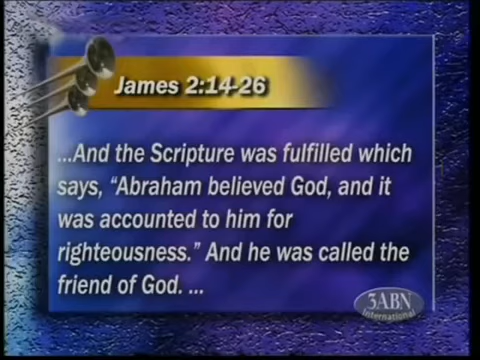 James 2:14-26
...And the Scripture was fulfilled which
says, “Abraham believed God, and it
was accounted to him for
righteousness.” And he was called the
friend of God. ...
3ABN
International